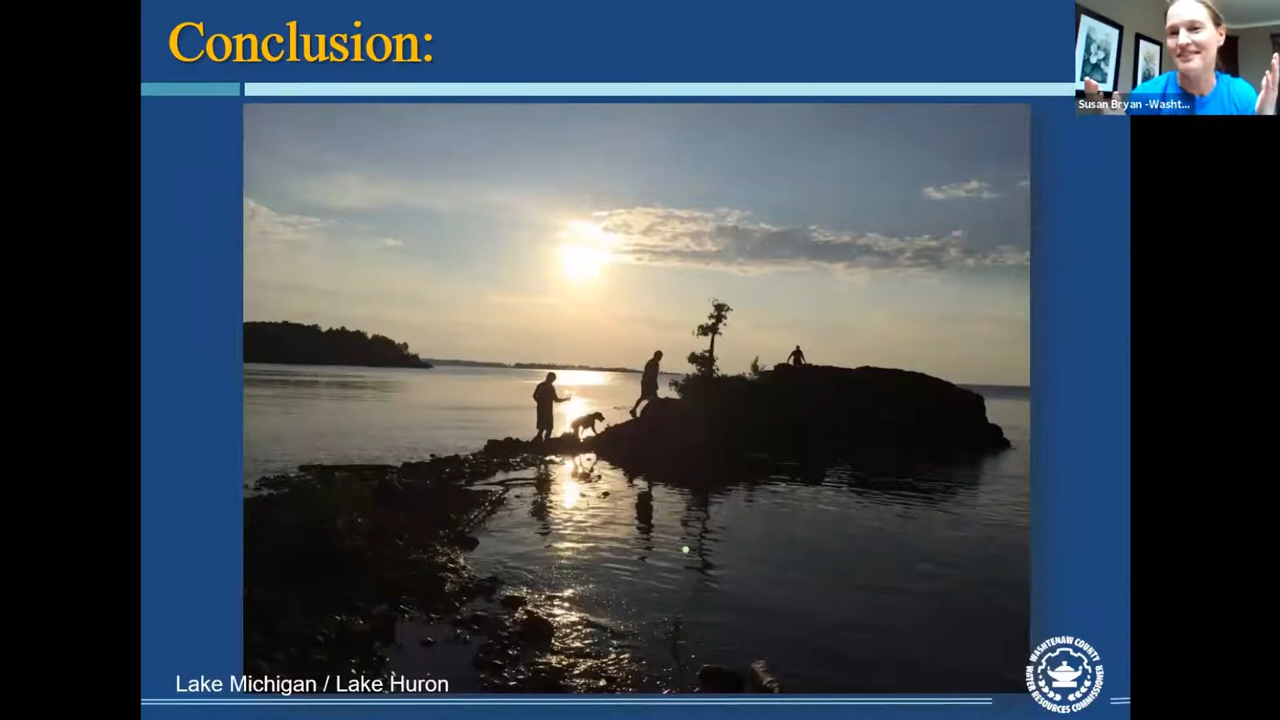 Conclusion:
Susan Bryan -Washt...
Lake Michigan / Lake Huron
WASHTENAW COUNTY
WATER RESOURCES COMMISSIONER